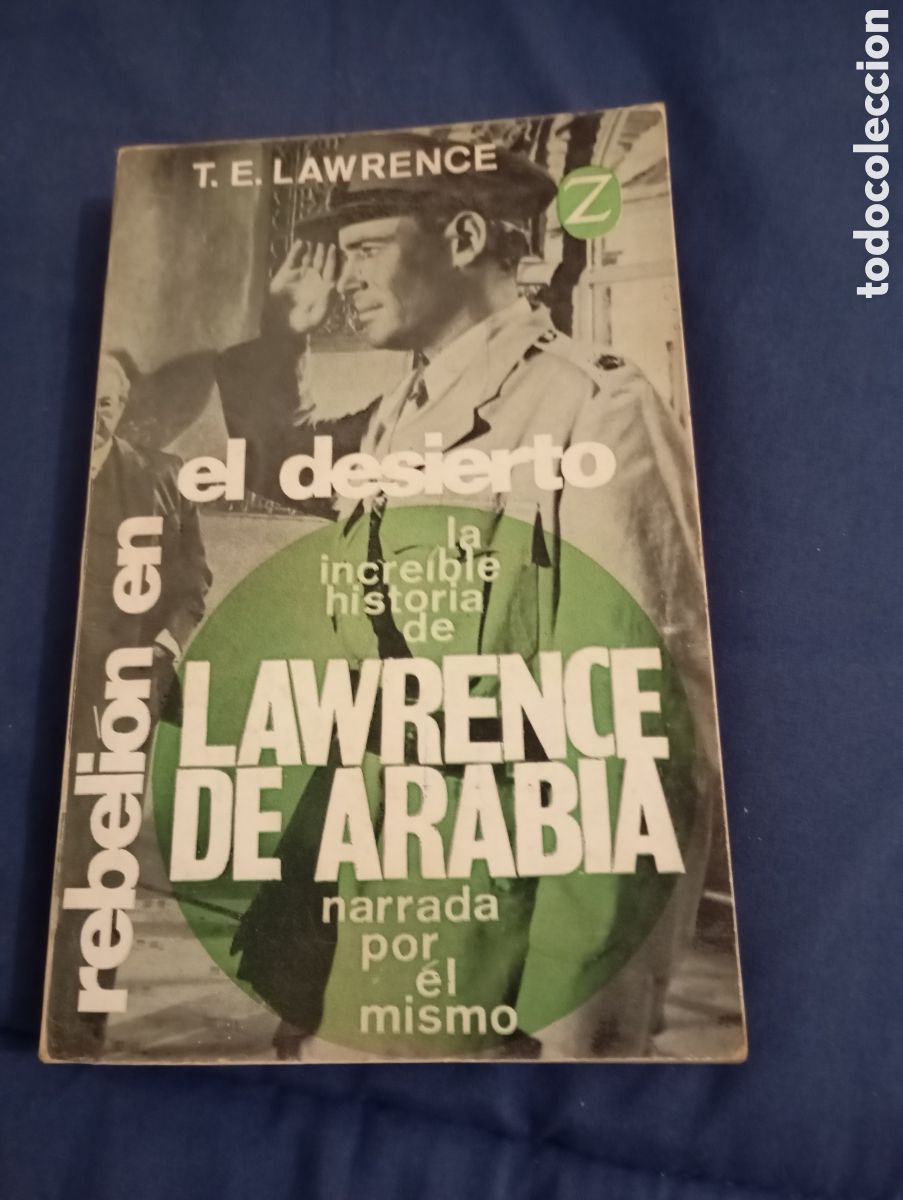 T. E. LAWRENCE
Z
rebelión en
el desierto
la
increíble
historia
de
LAWRENCE
DE ARABIA
narrada
por
él
mismo
todocoleccion